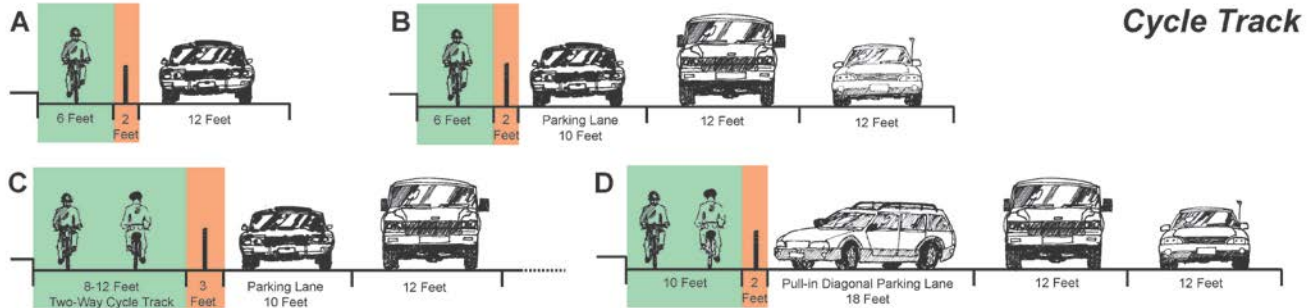 Cycle Track
A
6 Feet
2
Feet
12 Feet
B
6 Feet
2
Feet
Parking Lane
10 Feet
12 Feet
12 Feet
C
8-12 Feet
Two-Way Cycle Track
3
Feet
Parking Lane
10 Feet
12 Feet
D
10 Feet
2
Feet
Pull-in Diagonal Parking Lane
18 Feet
12 Feet
12 Feet